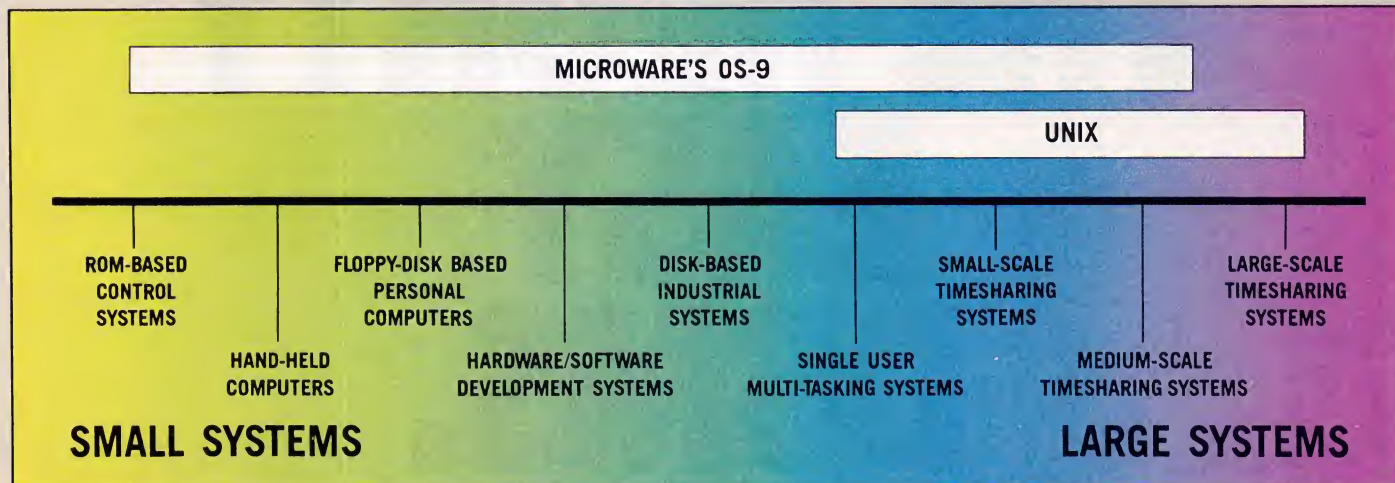 MICROWARE'S OS-9
UNIX
ROM-BASED
CONTROL
SYSTEMS
HAND-HELD
COMPUTERS
FLOPPY-DISK BASED
PERSONAL
COMPUTERS
HARDWARE/SOFTWARE
DEVELOPMENT SYSTEMS
DISK-BASED
INDUSTRIAL
SYSTEMS
SINGLE USER
MULTI-TASKING SYSTEMS
SMALL-SCALE
TIMESHARING
SYSTEMS
MEDIUM-SCALE
TIMESHARING SYSTEMS
LARGE-SCALE
TIMESHARING
SYSTEMS
SMALL SYSTEMS
LARGE SYSTEMS